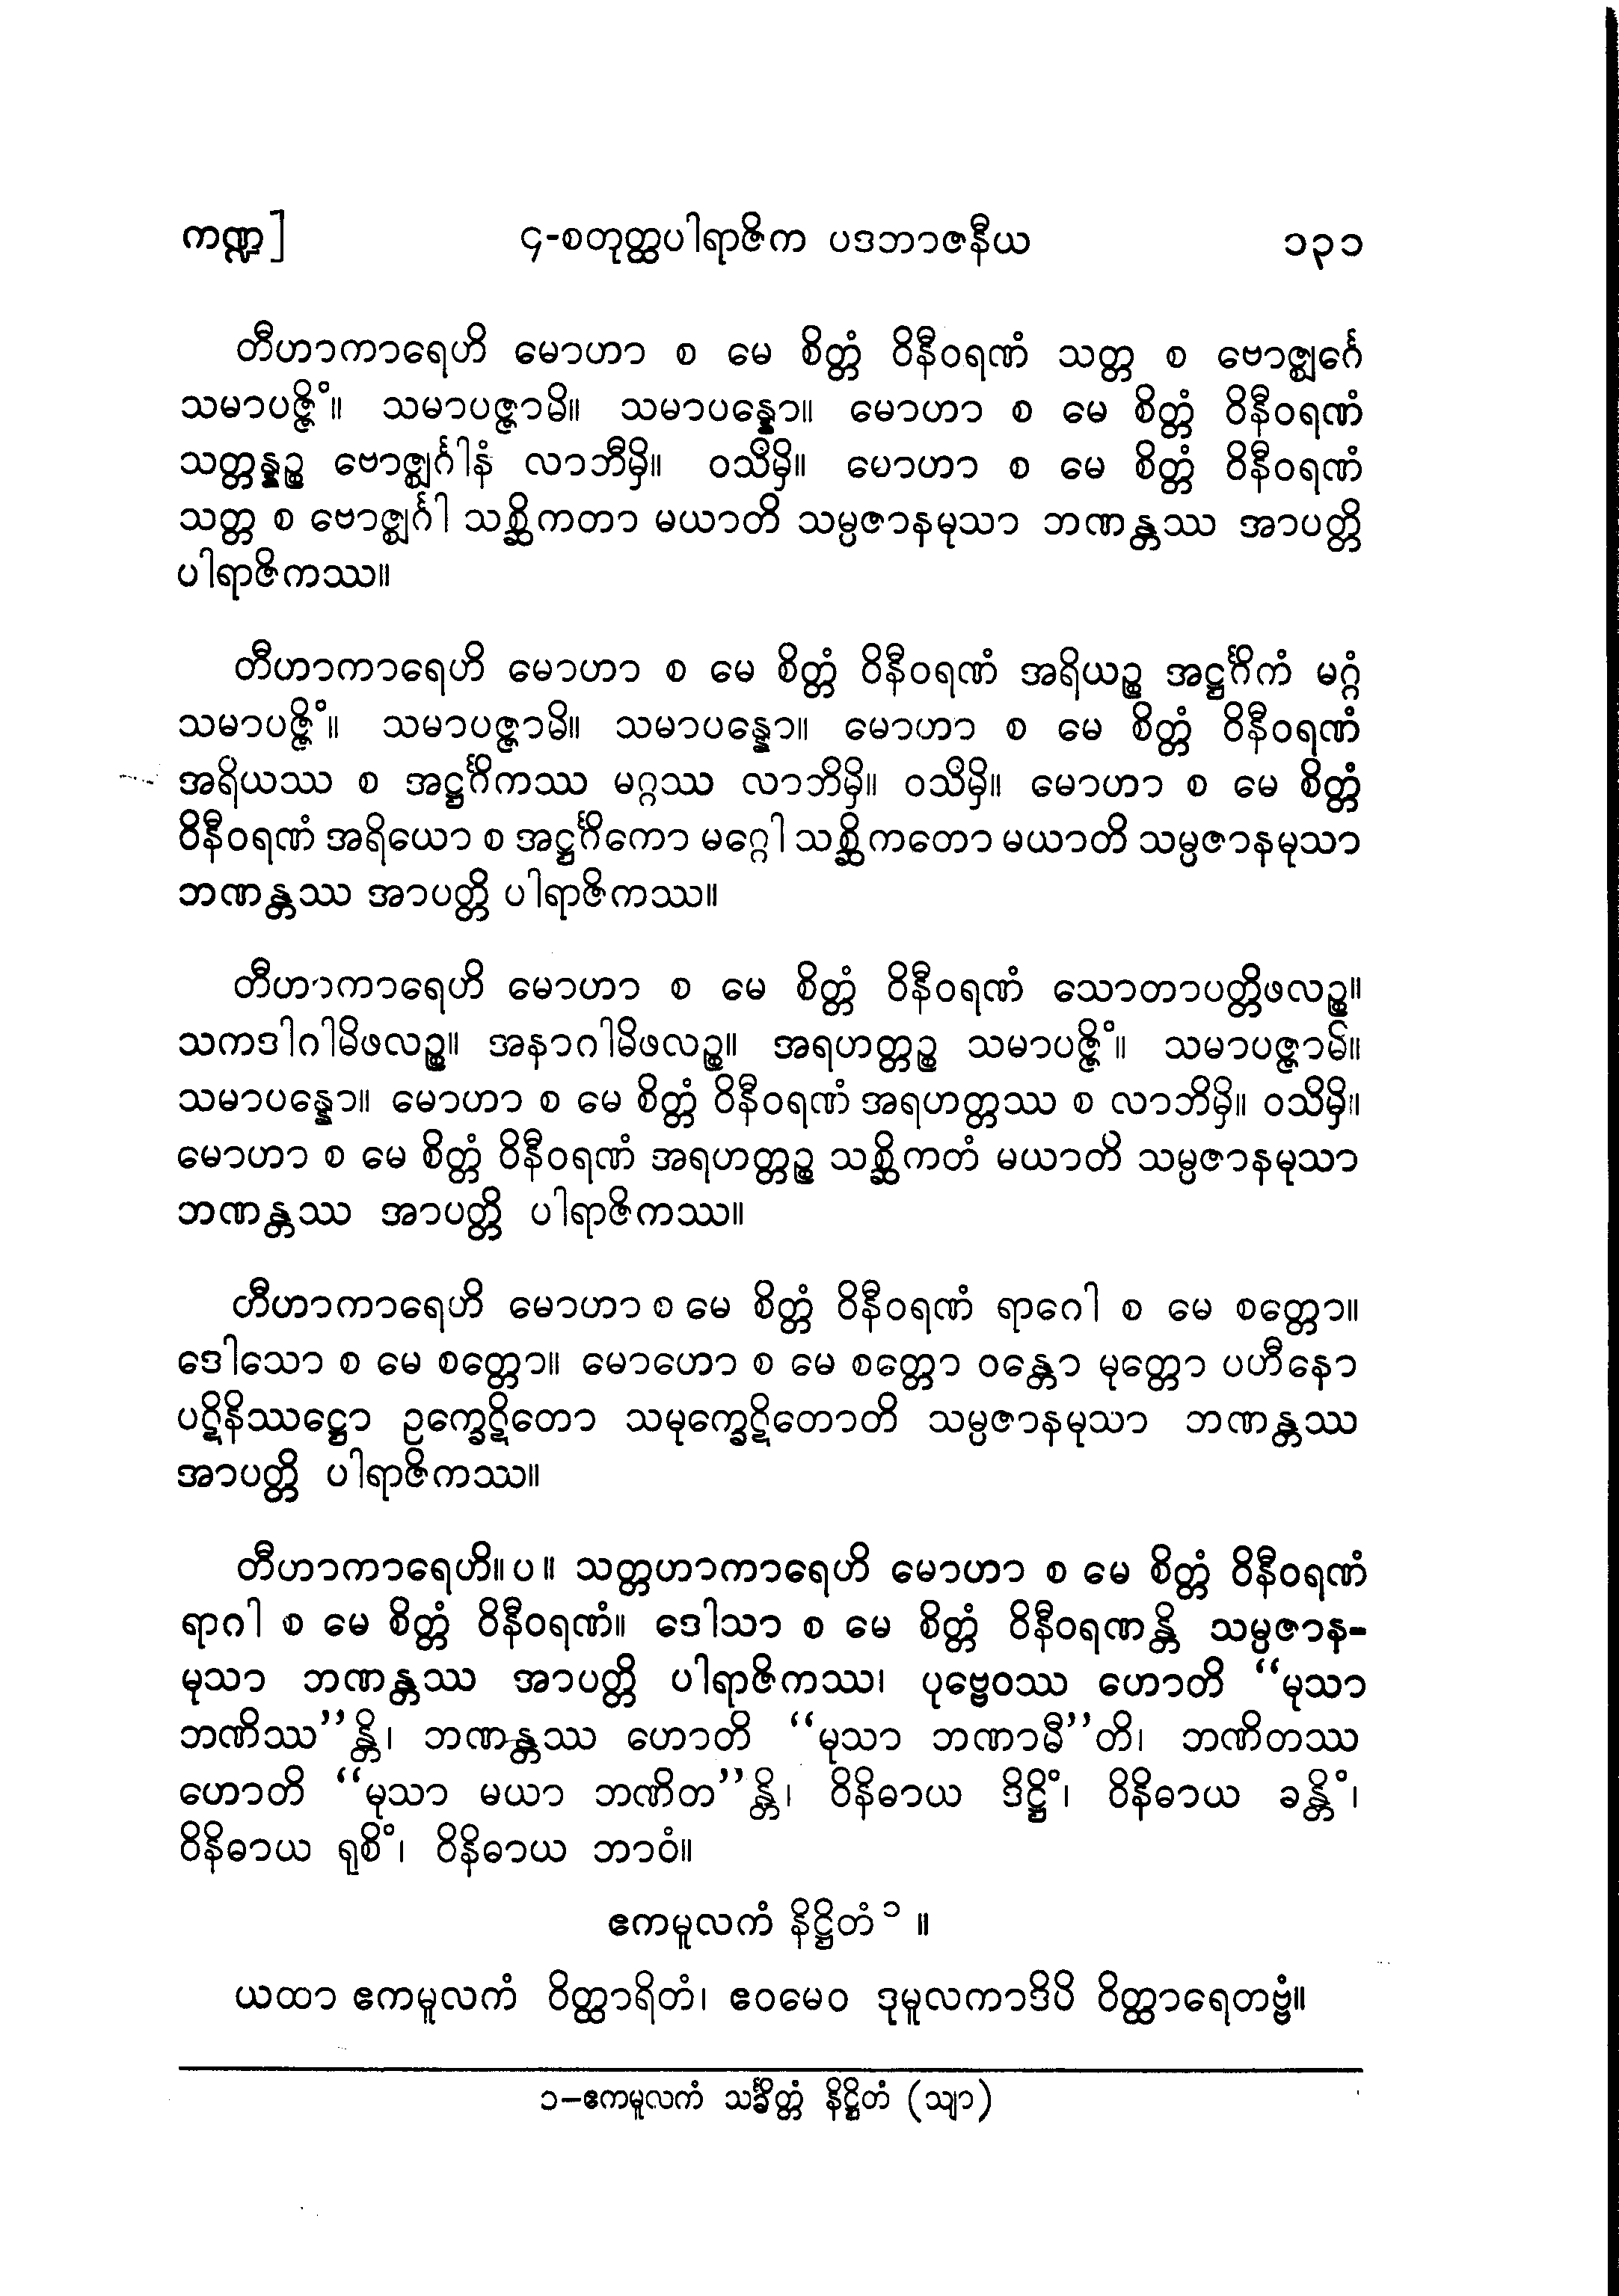 ကဏ္ဍ] ၄-စတုတ္ထပါရာဇိက ပဒဘာဇနီယ ၁၃၁
တီဟာကာရေဟိ မောဟာ စ မေ စိတ္တံ ဝိနီဝရဏံ သတ္တ စ ဗောဇ္ဈင်္ဂေ
သမာပဇ္ဇိံ။ သမာပဇ္ဇာမိ။ သမာပန္နော။ မောဟာ စ မေ စိတ္တံ ဝိနီဝရဏံ
သတ္တန္နဉ္စ ဗောဇ္ဈင်္ဂါနံ လာဘီမှိ။ ဝသီမှိ။ မောဟာ စ မေ စိတ္တံ ဝိနီဝရဏံ
သတ္တ စ ဗောဇ္ဈင်္ဂါ သစ္ဆိကတာ မယာတိ သမ္ပဇာနမုသာ ဘဏန္တဿ အာပတ္တိ
ပါရာဇိကဿ။
တီဟာကာရေဟိ မောဟာ စ မေ စိတ္တံ ဝိနီဝရဏံ အရိယဉ္စ အဋ္ဌင်္ဂိကံ မဂ္ဂံ
သမာပဇ္ဇိံ။ သမာပဇ္ဇာမိ။ သမာပန္နော။ မောဟာ စ မေ စိတ္တံ ဝိနီဝရဏံ
အရိယဿ စ အဋ္ဌင်္ဂိကဿ မဂ္ဂဿ လာဘိမှိ။ ဝသိမှိ။ မောဟာ စ မေ စိတ္တံ
ဝိနီဝရဏံ အရိယော စ အဋ္ဌင်္ဂိကော မဂ္ဂေါ သစ္ဆိကတော မယာတိ သမ္ပဇာနမုသာ
ဘဏန္တဿ အာပတ္တိ ပါရာဇိကဿ။
တီဟာကာရေဟိ မောဟာ စ မေ စိတ္တံ ဝိနီဝရဏံ သောတာပတ္တိဖလဉ္စ။
သကဒါဂါမိဖလဉ္စ။ အနာဂါမိဖလဉ္စ။ အရဟတ္တဉ္စ သမာပဇ္ဇိံ။ သမာပဇ္ဇာမိ။
သမာပန္နော။ မောဟာ စ မေ စိတ္တံ ဝိနီဝရဏံ အရဟတ္တဿ စ လာဘိမှိ။ ဝသိမှိ။
မောဟာ စ မေ စိတ္တံ ဝိနီဝရဏံ အရဟတ္တဉ္စ သစ္ဆိကတံ မယာတိ သမ္ပဇာနမုသာ
ဘဏန္တဿ အာပတ္တိ ပါရာဇိကဿ။
တီဟာကာရေဟိ မောဟာ စ မေ စိတ္တံ ဝိနီဝရဏံ ရာဂေါ စ မေ စတ္တော။
ဒေါသော စ မေ စတ္တော။ မောဟော စ မေ စတ္တော ဝန္တော မုတ္တော ပဟီနော
ပဋိနိဿဋ္ဌော ဥက္ခေဋိတော သမုက္ခေဋိတောတိ သမ္ပဇာနမုသာ ဘဏန္တဿ
အာပတ္တိ ပါရာဇိကဿ။
တီဟာကာရေဟိ။ပ။ သတ္တဟာကာရေဟိ မောဟာ စ မေ စိတ္တံ ဝိနီဝရဏံ
ရာဂါ စ မေ စိတ္တံ ဝိနီဝရဏံ။ ဒေါသာ စ မေ စိတ္တံ ဝိနီဝရဏန္တိ သမ္ပဇာန-
မုသာ ဘဏန္တဿ အာပတ္တိ ပါရာဇိကဿ၊ ပုဗ္ဗေဝဿ ဟောတိ “မုသာ
ဘဏိဿ”န္တိ၊ ဘဏန္တဿ ဟောတိ “မုသာ ဘဏာမီ”တိ၊ ဘဏိတဿ
ဟောတိ “မုသာ မယာ ဘဏိတ”န္တိ၊ ဝိနိဓာယ ဒိဋ္ဌိံ၊ ဝိနိဓာယ ခန္တိံ၊
ဝိနိဓာယ ရုစိံ၊ ဝိနိဓာယ ဘာဝံ။
ဧကမူလကံ နိဋ္ဌိတံ၁ ။
ယထာ ဧကမူလကံ ဝိတ္ထာရိတံ၊ ဧဝမေဝ ဒုမူလကာဒိပိ ဝိတ္ထာရေတဗ္ဗံ။
၁–ဧကမူလကံ သင်္ခိတ္တံ နိဋ္ဌိတံ (သျာ)